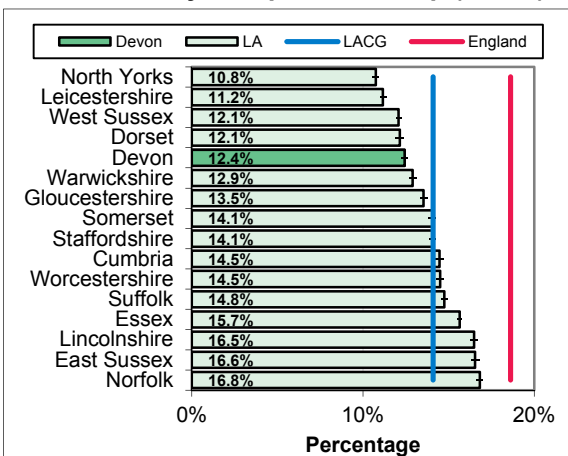 Devon LA LACG England
North Yorks 10.8%
Leicestershire 11.2%
West Sussex 12.1%
Dorset 12.1%
Devon 12.4%
Warwickshire 12.9%
Gloucestershire 13.5%
Somerset 14.1%
Staffordshire 14.1%
Cumbria 14.5%
Worcestershire 14.5%
Suffolk 14.8%
Essex 15.7%
Lincolnshire 16.5%
East Sussex 16.6%
Norfolk 16.8%
0% 10% 20%
Percentage